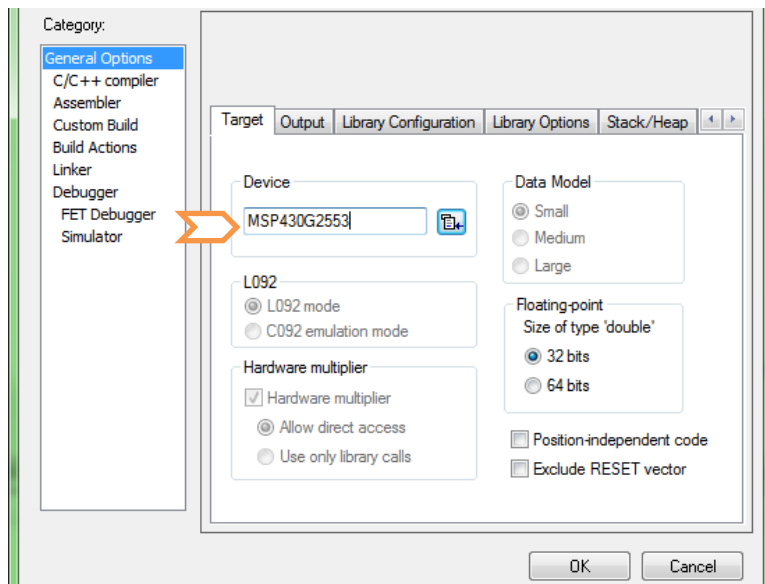 Category:
General Options
C/C++ compiler
Assembler
Custom Build
Build Actions
Linker
Debugger
FET Debugger
Simulator
Target
Output
Library Configuration
Library Options
Stack/Heap
Device
MSP430G2553
L092
L092 mode
C092 emulation mode
Hardware multiplier
Hardware multiplier
Allow direct access
Use only library calls
Data Model
Small
Medium
Large
Floating-point
Size of type 'double'
32 bits
64 bits
Position-independent code
Exclude RESET vector
OK
Cancel